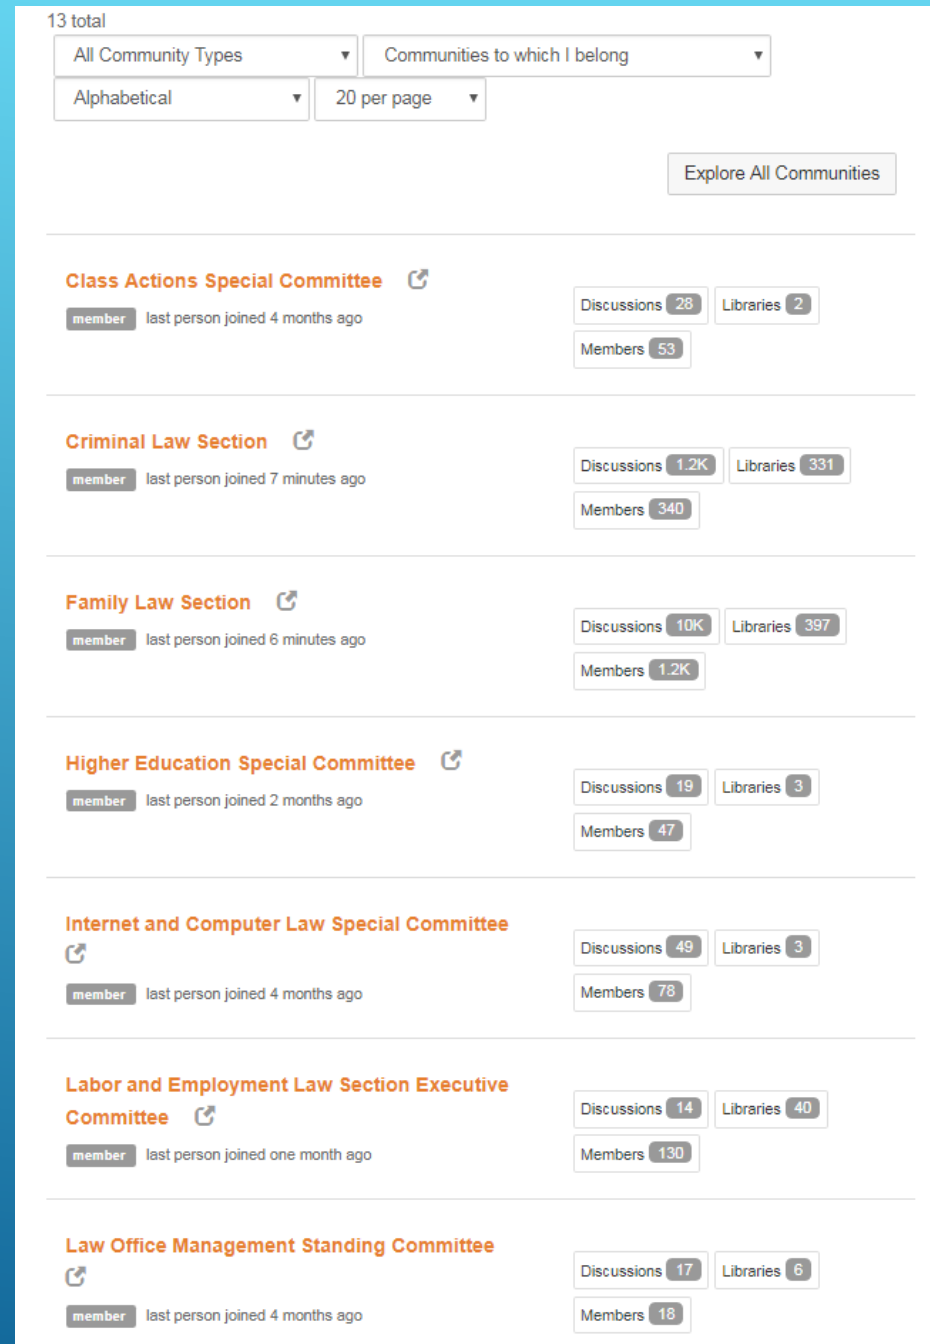 13 total
All Community Types
Communities to which I belong
Alphabetical
20 per page
Explore All Communities
Class Actions Special Committee
member last person joined 4 months ago
Discussions 28 Libraries 2
Members 53
Criminal Law Section
member last person joined 7 minutes ago
Discussions 1.2K Libraries 331
Members 340
Family Law Section
member last person joined 6 minutes ago
Discussions 10K Libraries 397
Members 1.2K
Higher Education Special Committee
member last person joined 2 months ago
Discussions 19 Libraries 3
Members 47
Internet and Computer Law Special Committee
member last person joined 4 months ago
Discussions 49 Libraries 3
Members 78
Labor and Employment Law Section Executive
Committee
member last person joined one month ago
Discussions 14 Libraries 40
Members 130
Law Office Management Standing Committee
member last person joined 4 months ago
Discussions 17 Libraries 6
Members 18